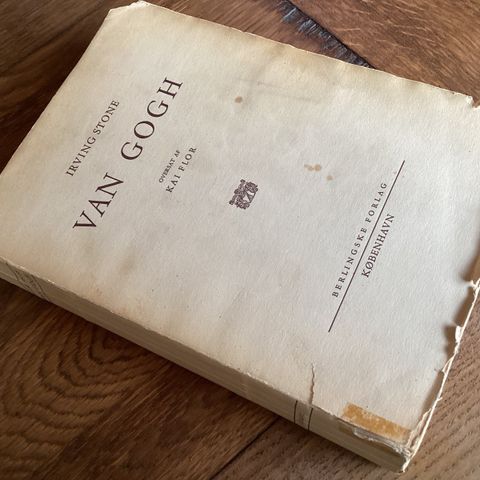 IRVING STONE
VAN GOGH
OVERSAT AF
KAI FLOR
BERLINGSKE FORLAG
KØBENHAVN